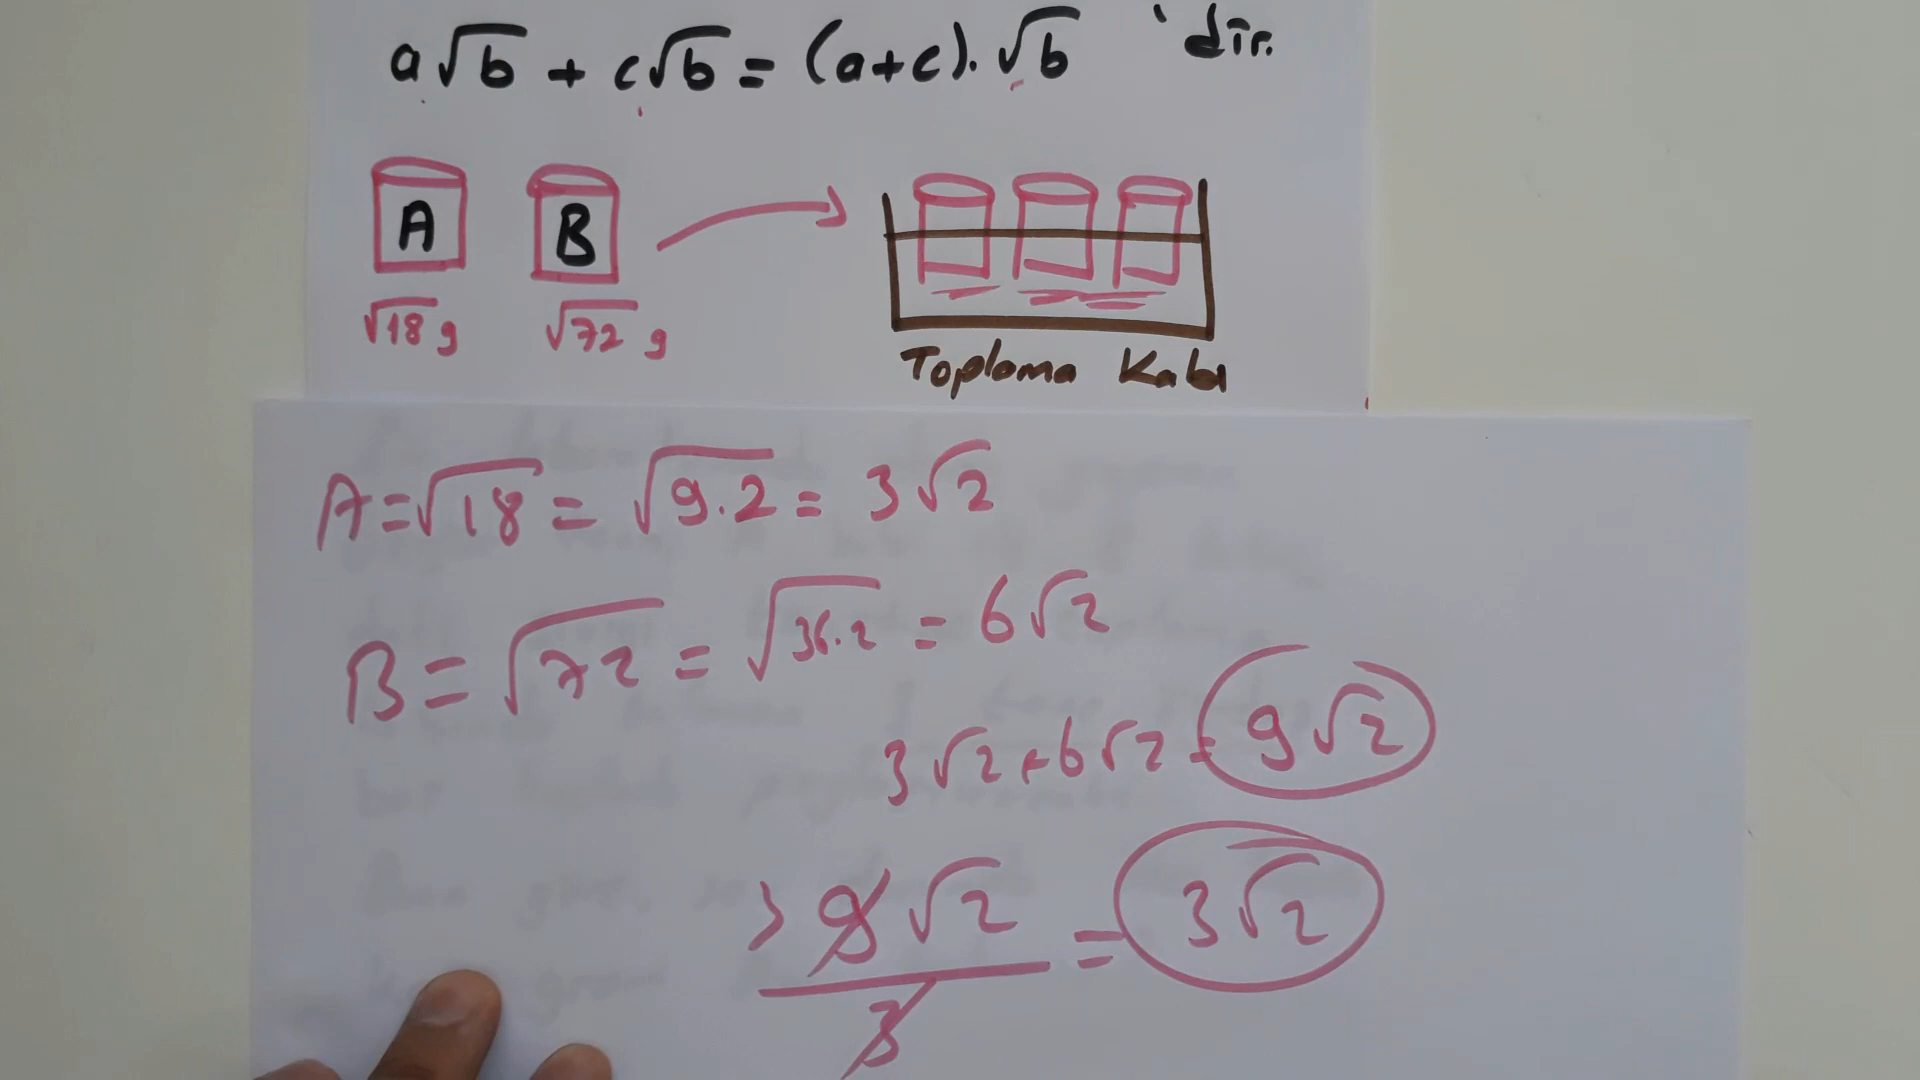 a√b + c√b = (a+c).√b 'dir.
A B
√18 g √72 g
Toplama Kabı
A=√18 = √9.2 = 3√2
B = √72 = √36.2 = 6√2
3√2+6√2 = 9√2
3 9√2 = 3√2
3